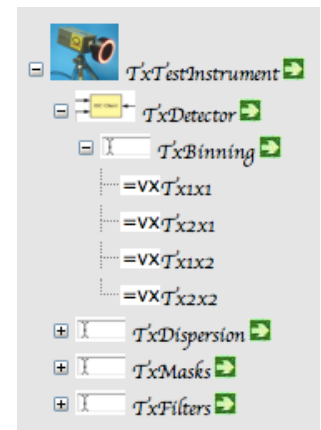 TxTestInstrument
TxDetector
TxBinning
=VX Tx1x1
=VX Tx2x1
=VX Tx1x2
=VX Tx2x2
TxDispersion
TxMasks
TxFilters